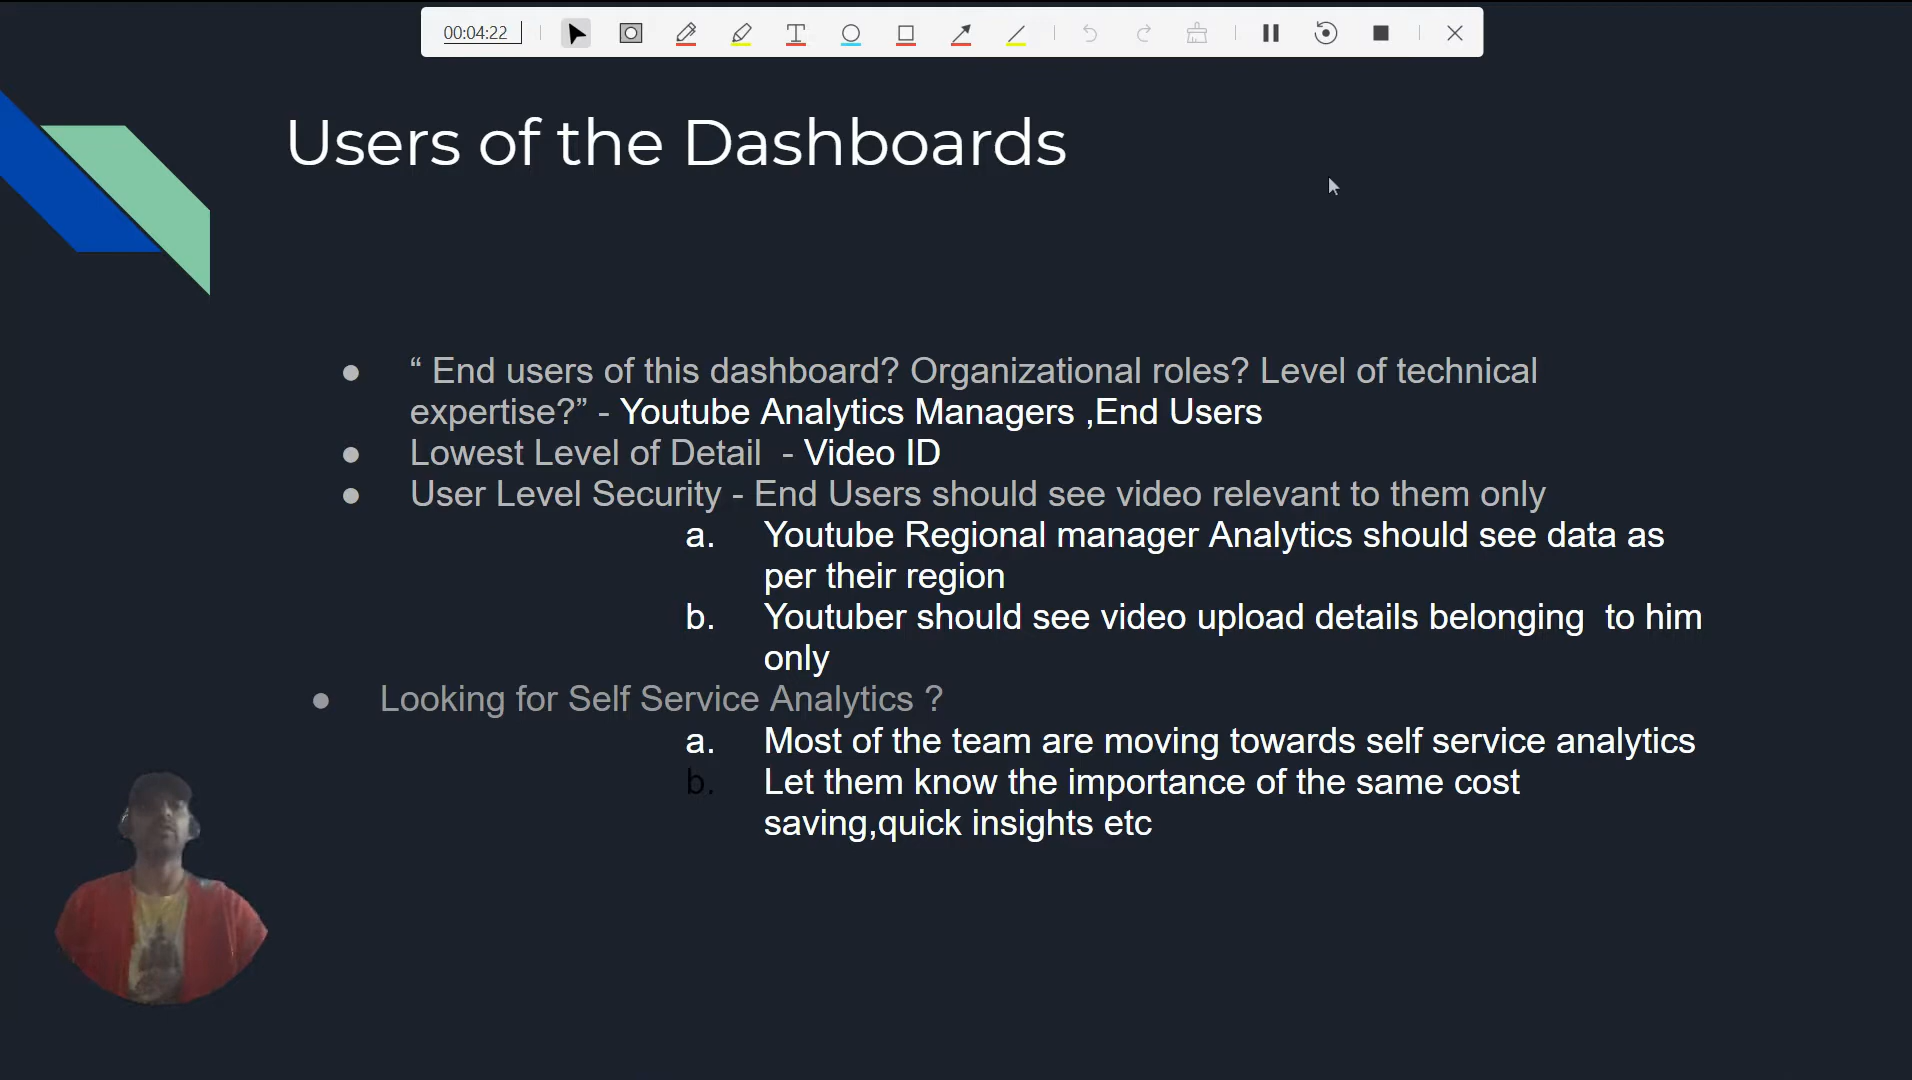 00:04:22
Users of the Dashboards
“ End users of this dashboard? Organizational roles? Level of technical
expertise?” - Youtube Analytics Managers ,End Users
Lowest Level of Detail - Video ID
User Level Security - End Users should see video relevant to them only
a. Youtube Regional manager Analytics should see data as
per their region
b. Youtuber should see video upload details belonging to him
only
Looking for Self Service Analytics ?
a. Most of the team are moving towards self service analytics
b. Let them know the importance of the same cost
saving,quick insights etc